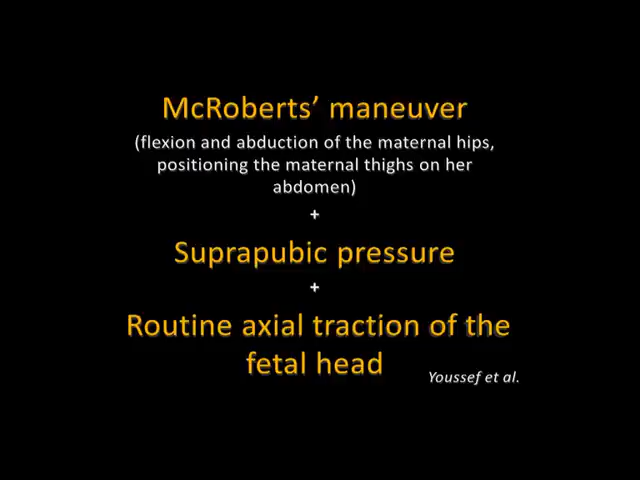 McRoberts’ maneuver
(flexion and abduction of the maternal hips,
positioning the maternal thighs on her
abdomen)
+
Suprapubic pressure
+
Routine axial traction of the
fetal head
Youssef et al.